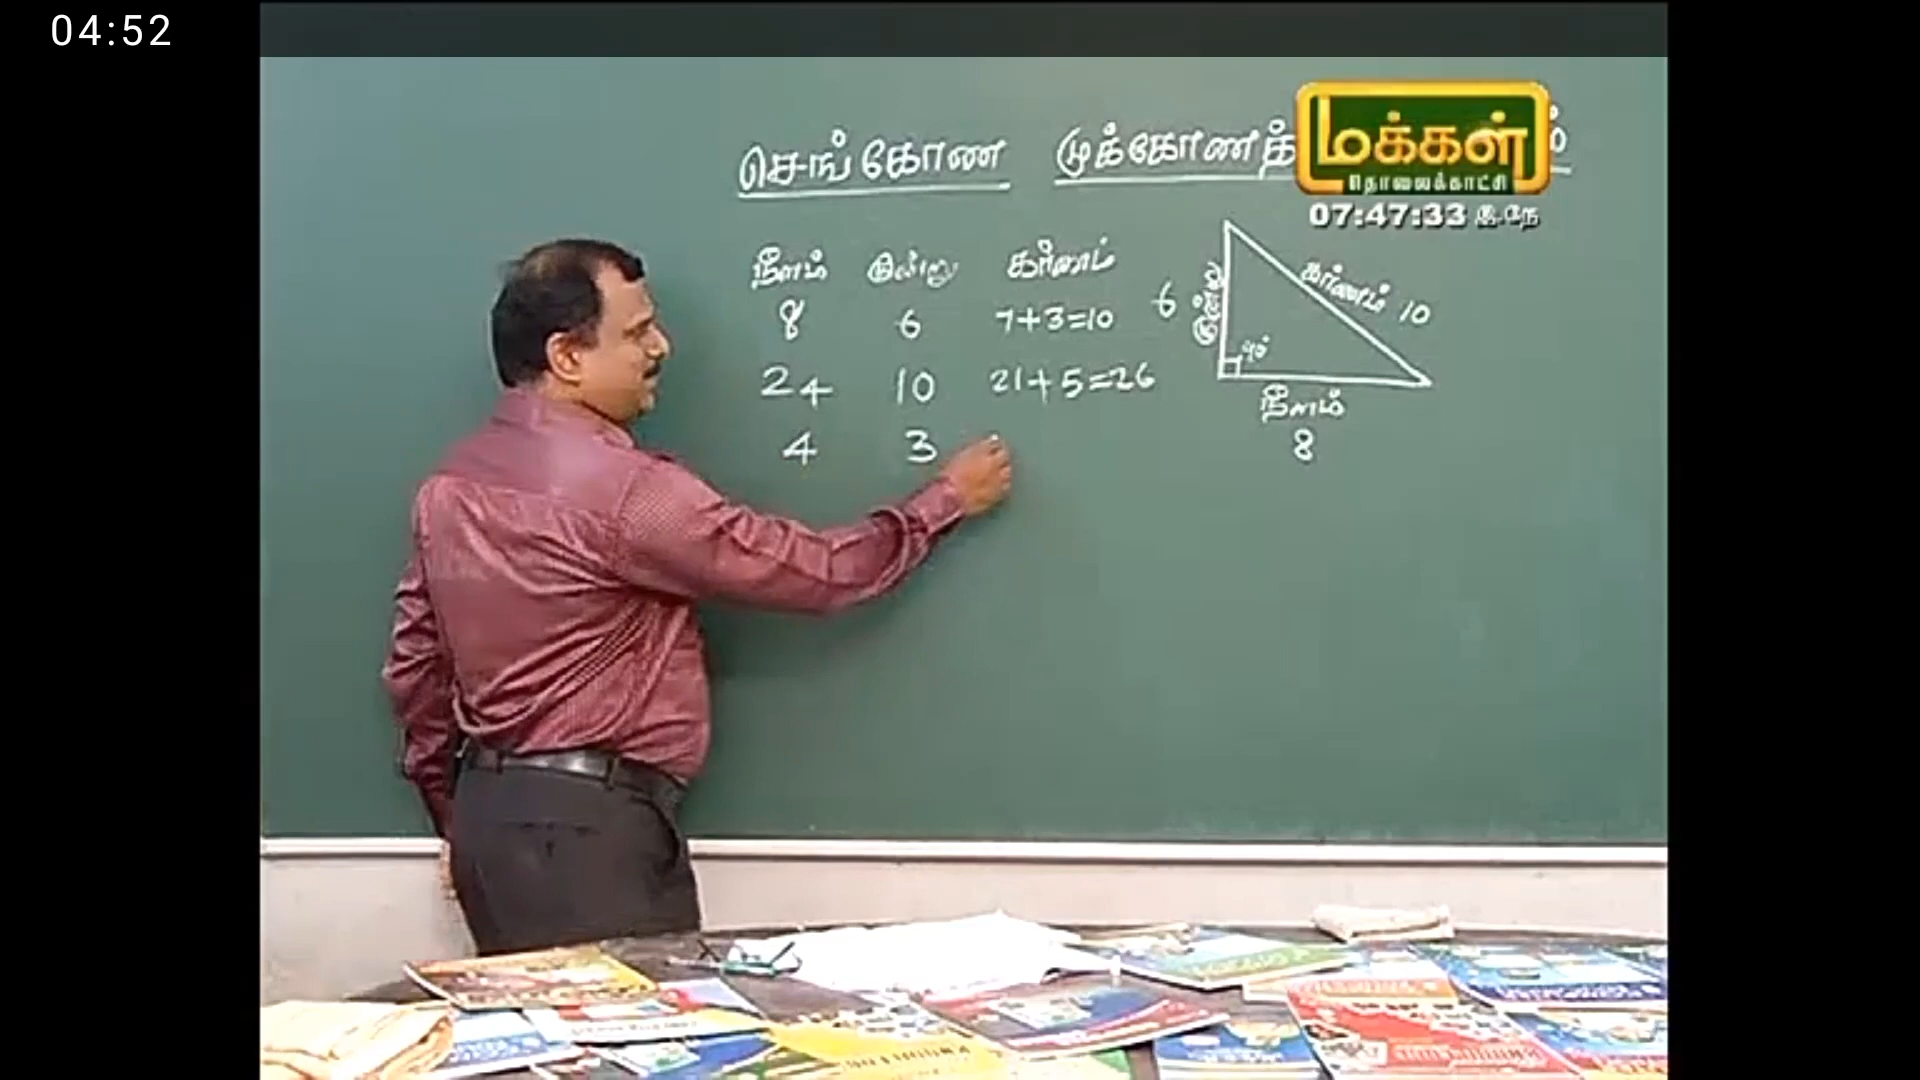 04:52
செங்கோண முக்கோணத்
மக்கள்
தொலைக்காட்சி
07:47:33 இ.நே
நீளம் குன்று கர்ணம்
8 6 7+3=10
24 10 21+5=26
4 3
6 குன்று கர்ணம் 10
90°
நீளம்
8